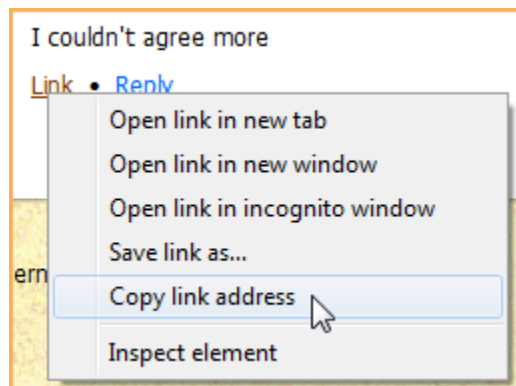 I couldn't agree more
Link • Reply
Open link in new tab
Open link in new window
Open link in incognito window
Save link as...
ern
Copy link address
Inspect element